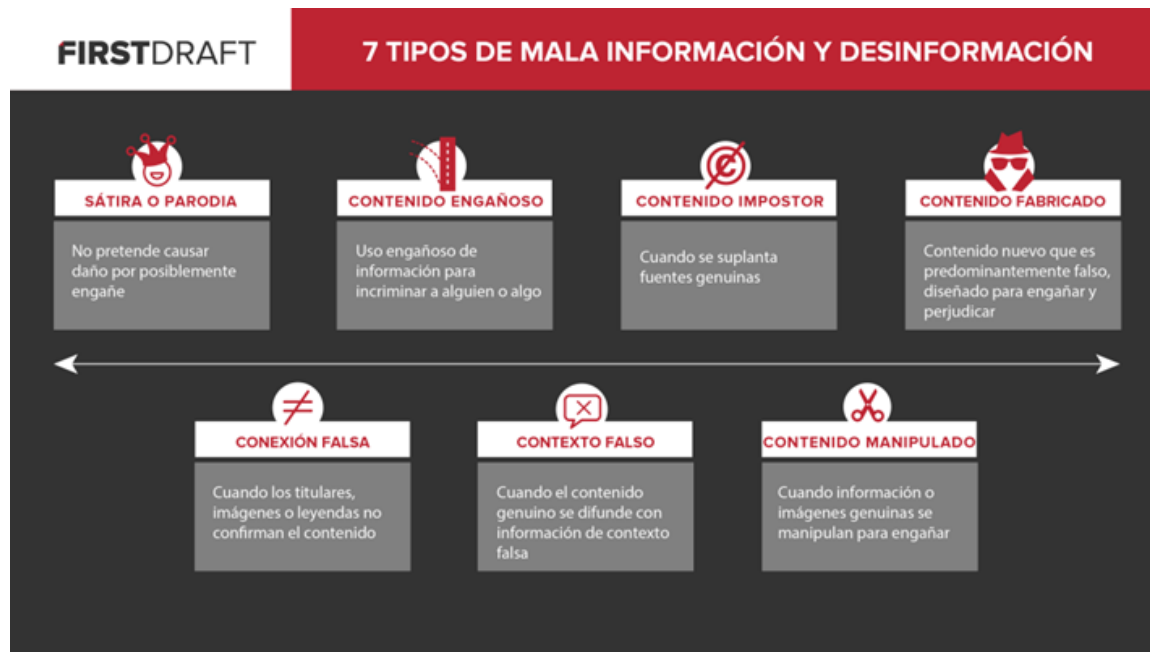 FIRSTDRAFT
7 TIPOS DE MALA INFORMACIÓN Y DESINFORMACIÓN
SÁTIRA O PARODIA
No pretende causar
daño por posiblemente
engañe
CONTENIDO ENGAÑOSO
Uso engañoso de
información para
incriminar a alguien o algo
CONTENIDO IMPOSTOR
Cuando se suplanta
fuentes genuinas
CONTENIDO FABRICADO
Contenido nuevo que es
predominantemente falso,
diseñado para engañar y
perjudicar
CONEXIÓN FALSA
Cuando los titulares,
imágenes o leyendas no
confirman el contenido
CONTEXTO FALSO
Cuando el contenido
genuino se difunde con
información de contexto
falsa
CONTENIDO MANIPULADO
Cuando información o
imágenes genuinas se
manipulan para engañar